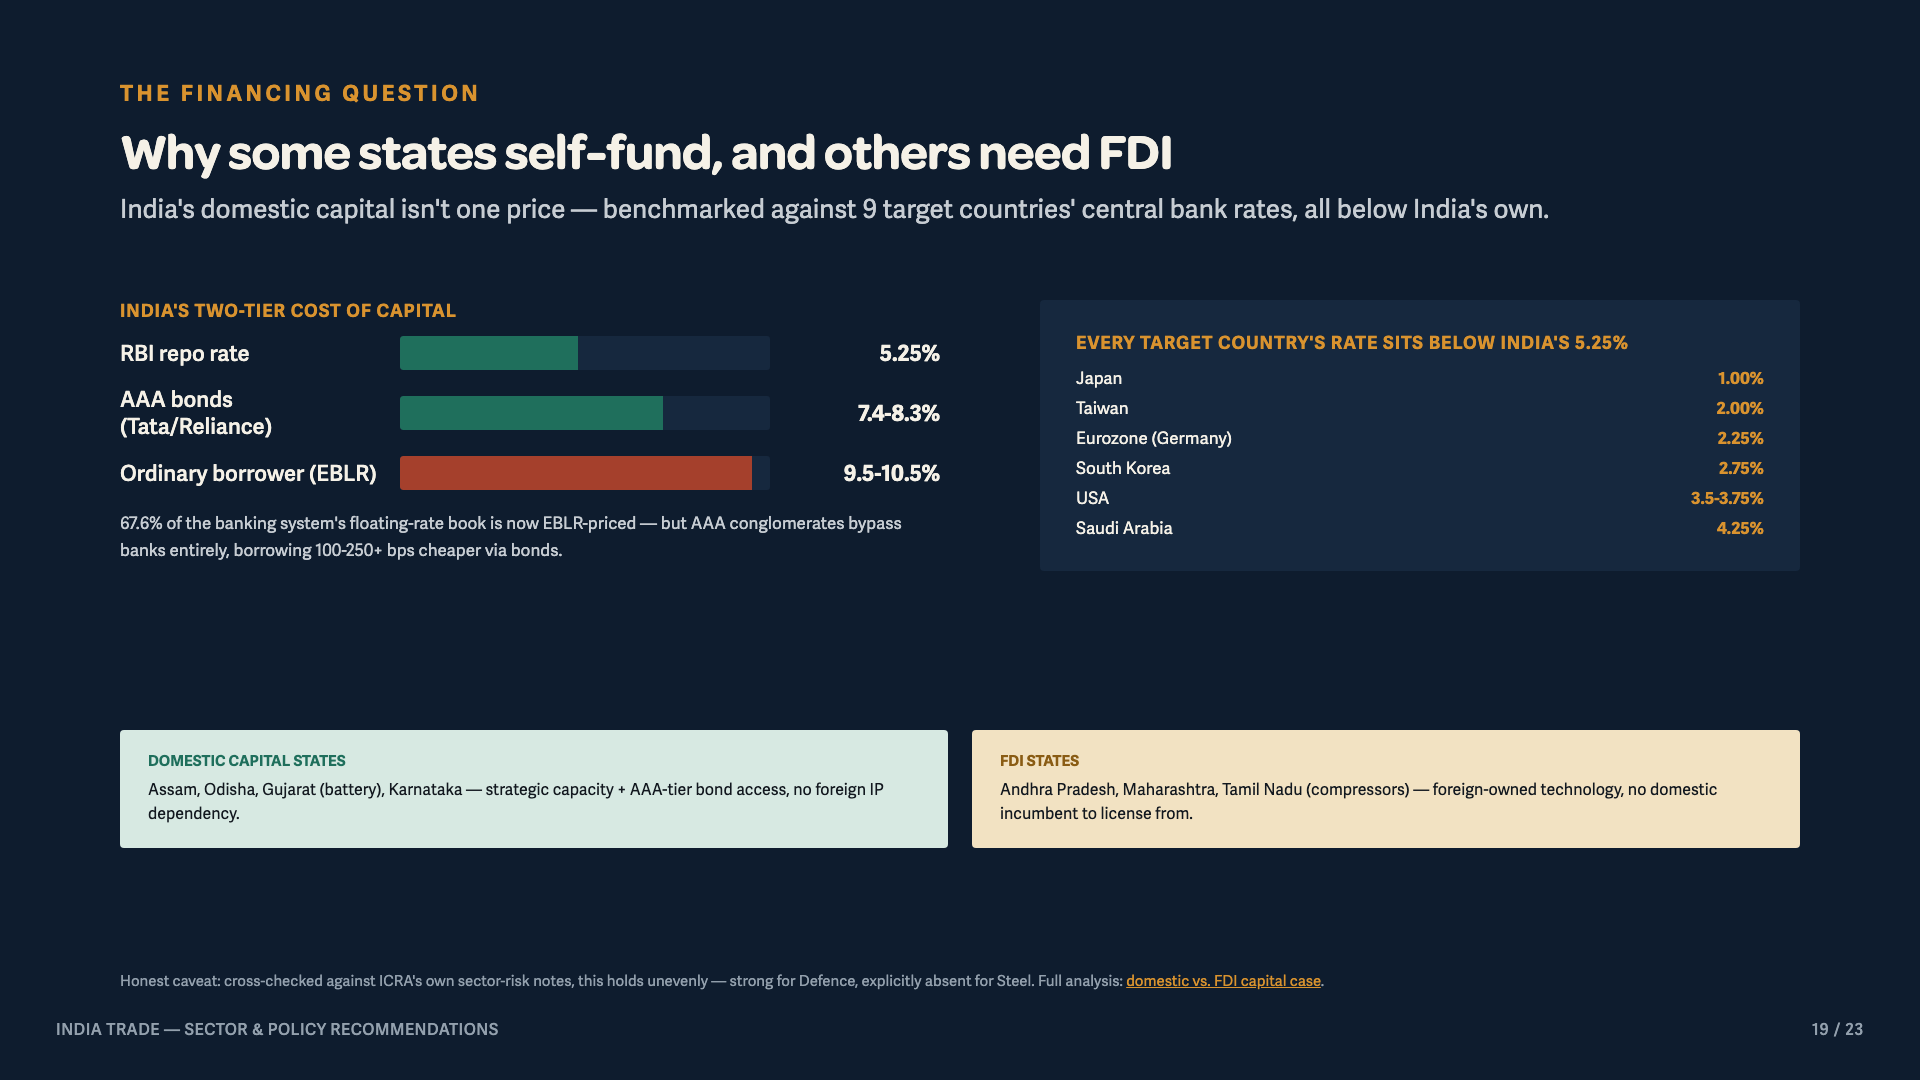 THE FINANCING QUESTION
Why some states self-fund, and others need FDI
India's domestic capital isn't one price — benchmarked against 9 target countries' central bank rates, all below India's own.
INDIA'S TWO-TIER COST OF CAPITAL
RBI repo rate 5.25%
AAA bonds
(Tata/Reliance) 7.4-8.3%
Ordinary borrower (EBLR) 9.5-10.5%
67.6% of the banking system's floating-rate book is now EBLR-priced — but AAA conglomerates bypass
banks entirely, borrowing 100-250+ bps cheaper via bonds.
EVERY TARGET COUNTRY'S RATE SITS BELOW INDIA'S 5.25%
Japan 1.00%
Taiwan 2.00%
Eurozone (Germany) 2.25%
South Korea 2.75%
USA 3.5-3.75%
Saudi Arabia 4.25%
DOMESTIC CAPITAL STATES
Assam, Odisha, Gujarat (battery), Karnataka — strategic capacity + AAA-tier bond access, no foreign IP
dependency.
FDI STATES
Andhra Pradesh, Maharashtra, Tamil Nadu (compressors) — foreign-owned technology, no domestic
incumbent to license from.
Honest caveat: cross-checked against ICRA's own sector-risk notes, this holds unevenly — strong for Defence, explicitly absent for Steel. Full analysis: domestic vs. FDI capital case.
INDIA TRADE — SECTOR & POLICY RECOMMENDATIONS
19 / 23